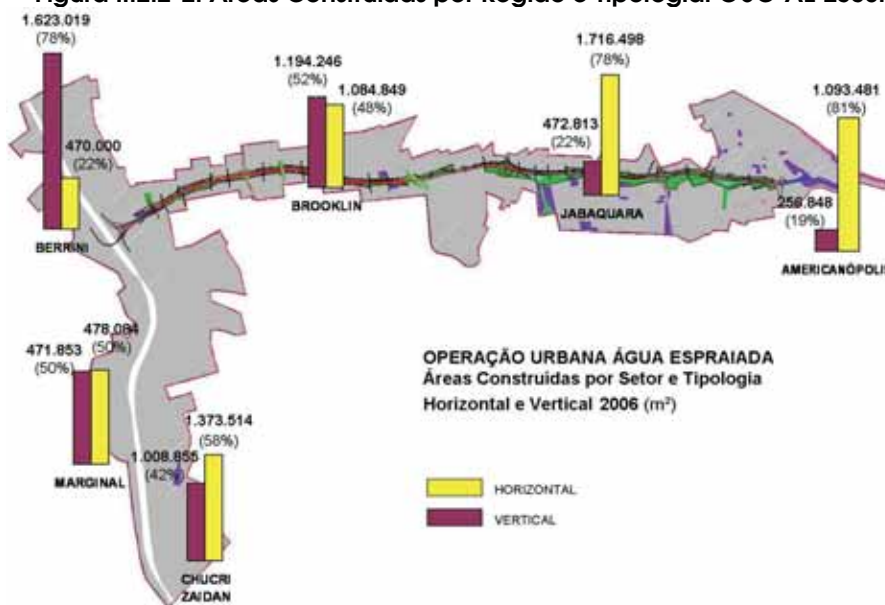 1.623.019
(78%)
470.000
(22%)
BERRINI
1.194.246
(52%)
1.084.849
(48%)
BROOKLIN
1.716.498
(78%)
472.813
(22%)
JABAQUARA
1.093.481
(81%)
256.848
(19%)
AMERICANÓPOLIS
478.084
(50%)
471.853
(50%)
MARGINAL
1.373.514
(58%)
1.008.855
(42%)
CHUCRI
ZAIDAN
OPERAÇÃO URBANA ÁGUA ESPRAIADA
Áreas Construídas por Setor e Tipologia
Horizontal e Vertical 2006 (m²)
HORIZONTAL
VERTICAL